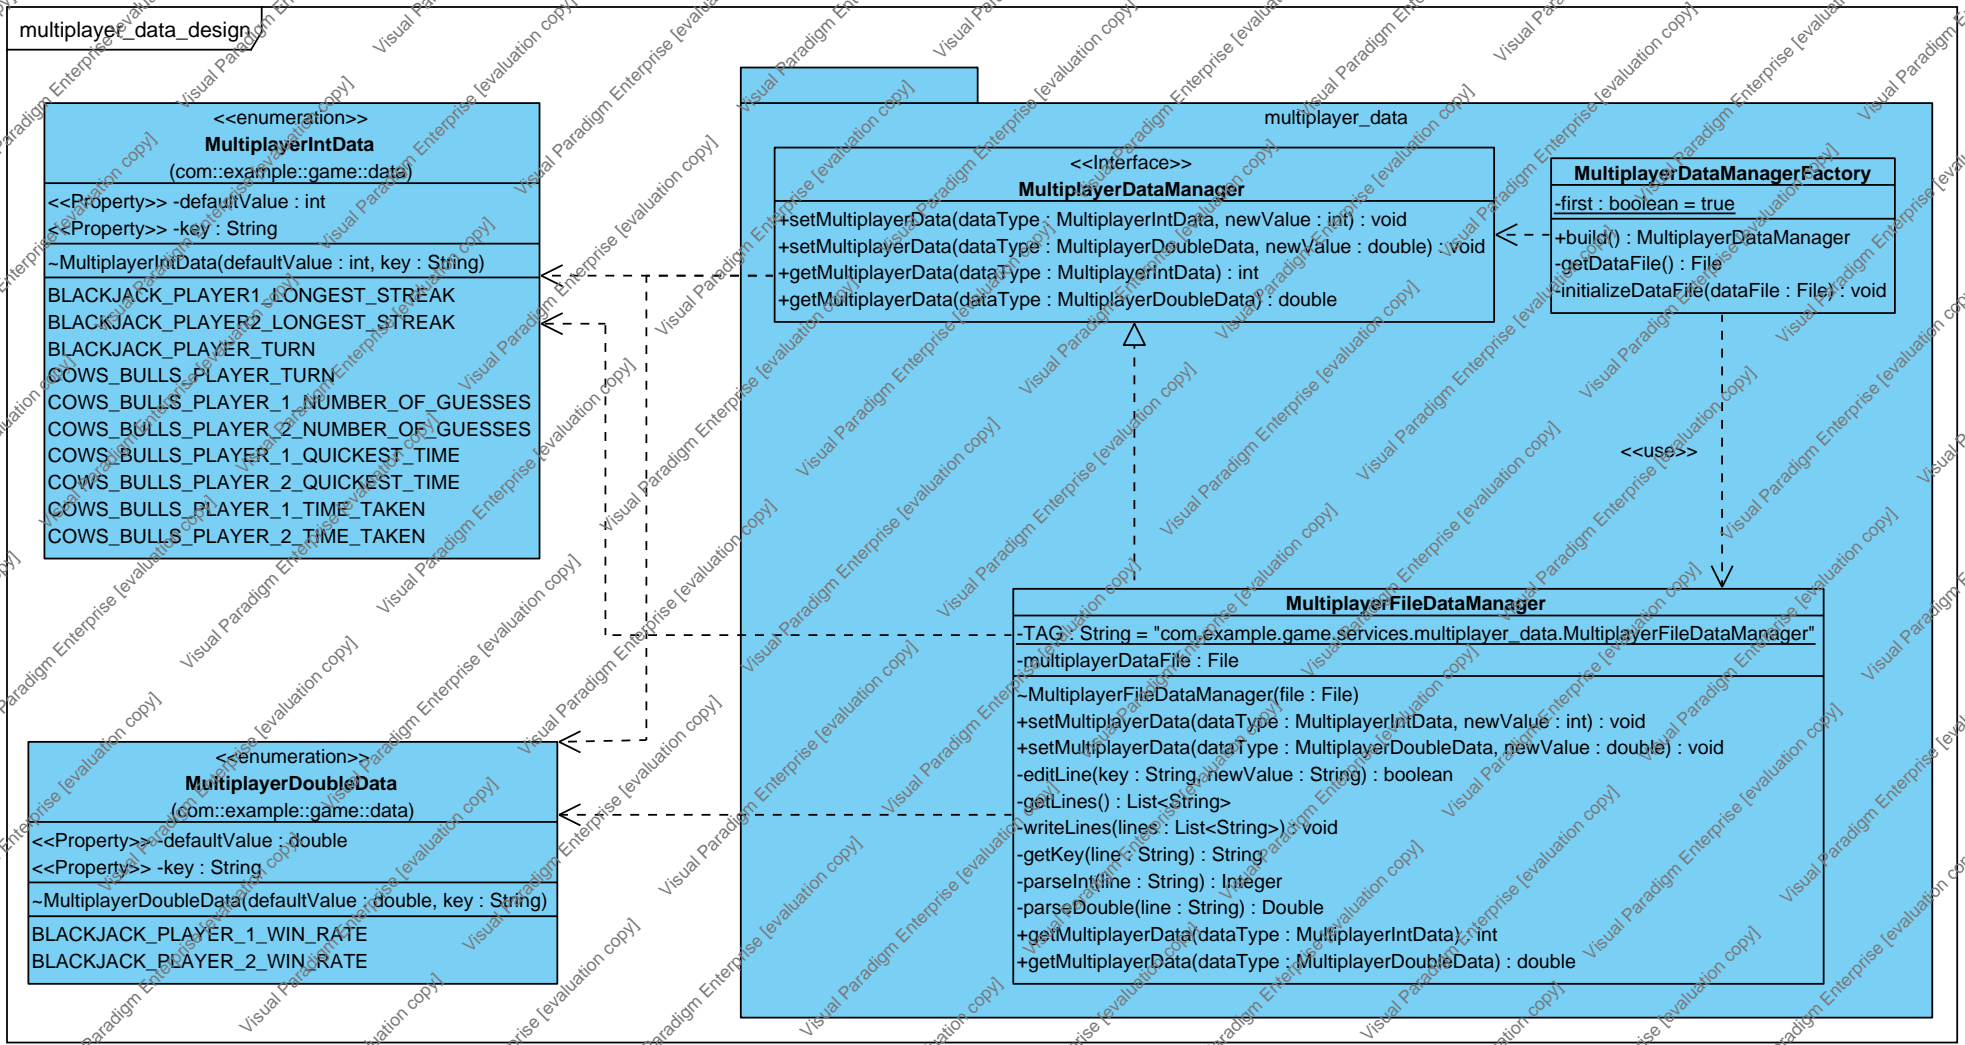 multiplayer_data_design
<<enumeration>>
MultiplayerIntData
(com::example::game::data)
<<Property>> -defaultValue : int
<<Property>> -key : String
~MultiplayerIntData(defaultValue : int, key : String)
BLACKJACK_PLAYER1_LONGEST_STREAK
BLACKJACK_PLAYER2_LONGEST_STREAK
BLACKJACK_PLAYER_TURN
COWS_BULLS_PLAYER_TURN
COWS_BULLS_PLAYER_1_NUMBER_OF_GUESSES
COWS_BULLS_PLAYER_2_NUMBER_OF_GUESSES
COWS_BULLS_PLAYER_1_QUICKEST_TIME
COWS_BULLS_PLAYER_2_QUICKEST_TIME
COWS_BULLS_PLAYER_1_TIME_TAKEN
COWS_BULLS_PLAYER_2_TIME_TAKEN
<<enumeration>>
MultiplayerDoubleData
(com::example::game::data)
<<Property>> -defaultValue : double
<<Property>> -key : String
~MultiplayerDoubleData(defaultValue : double, key : String)
BLACKJACK_PLAYER_1_WIN_RATE
BLACKJACK_PLAYER_2_WIN_RATE
multiplayer_data
<<Interface>>
MultiplayerDataManager
+setMultiplayerData(dataType : MultiplayerIntData, newValue : int) : void
+setMultiplayerData(dataType : MultiplayerDoubleData, newValue : double) : void
+getMultiplayerData(dataType : MultiplayerIntData) : int
+getMultiplayerData(dataType : MultiplayerDoubleData) : double
MultiplayerDataManagerFactory
-first : boolean = true
+build() : MultiplayerDataManager
-getDataFile() : File
-initializeDataFile(dataFile : File) : void
<<use>>
MultiplayerFileDataManager
-TAG : String = "com.example.game.services.multiplayer_data.MultiplayerFileDataManager"
-multiplayerDataFile : File
~MultiplayerFileDataManager(file : File)
+setMultiplayerData(dataType : MultiplayerIntData, newValue : int) : void
+setMultiplayerData(dataType : MultiplayerDoubleData, newValue : double) : void
-editLine(key : String, newValue : String) : boolean
-getLines() : List<String>
-writeLines(lines : List<String>) : void
-getKey(line : String) : String
-parseInt(line : String) : Integer
-parseDouble(line : String) : Double
+getMultiplayerData(dataType : MultiplayerIntData) : int
+getMultiplayerData(dataType : MultiplayerDoubleData) : double
Visual Paradigm Enterprise [evaluation copy]